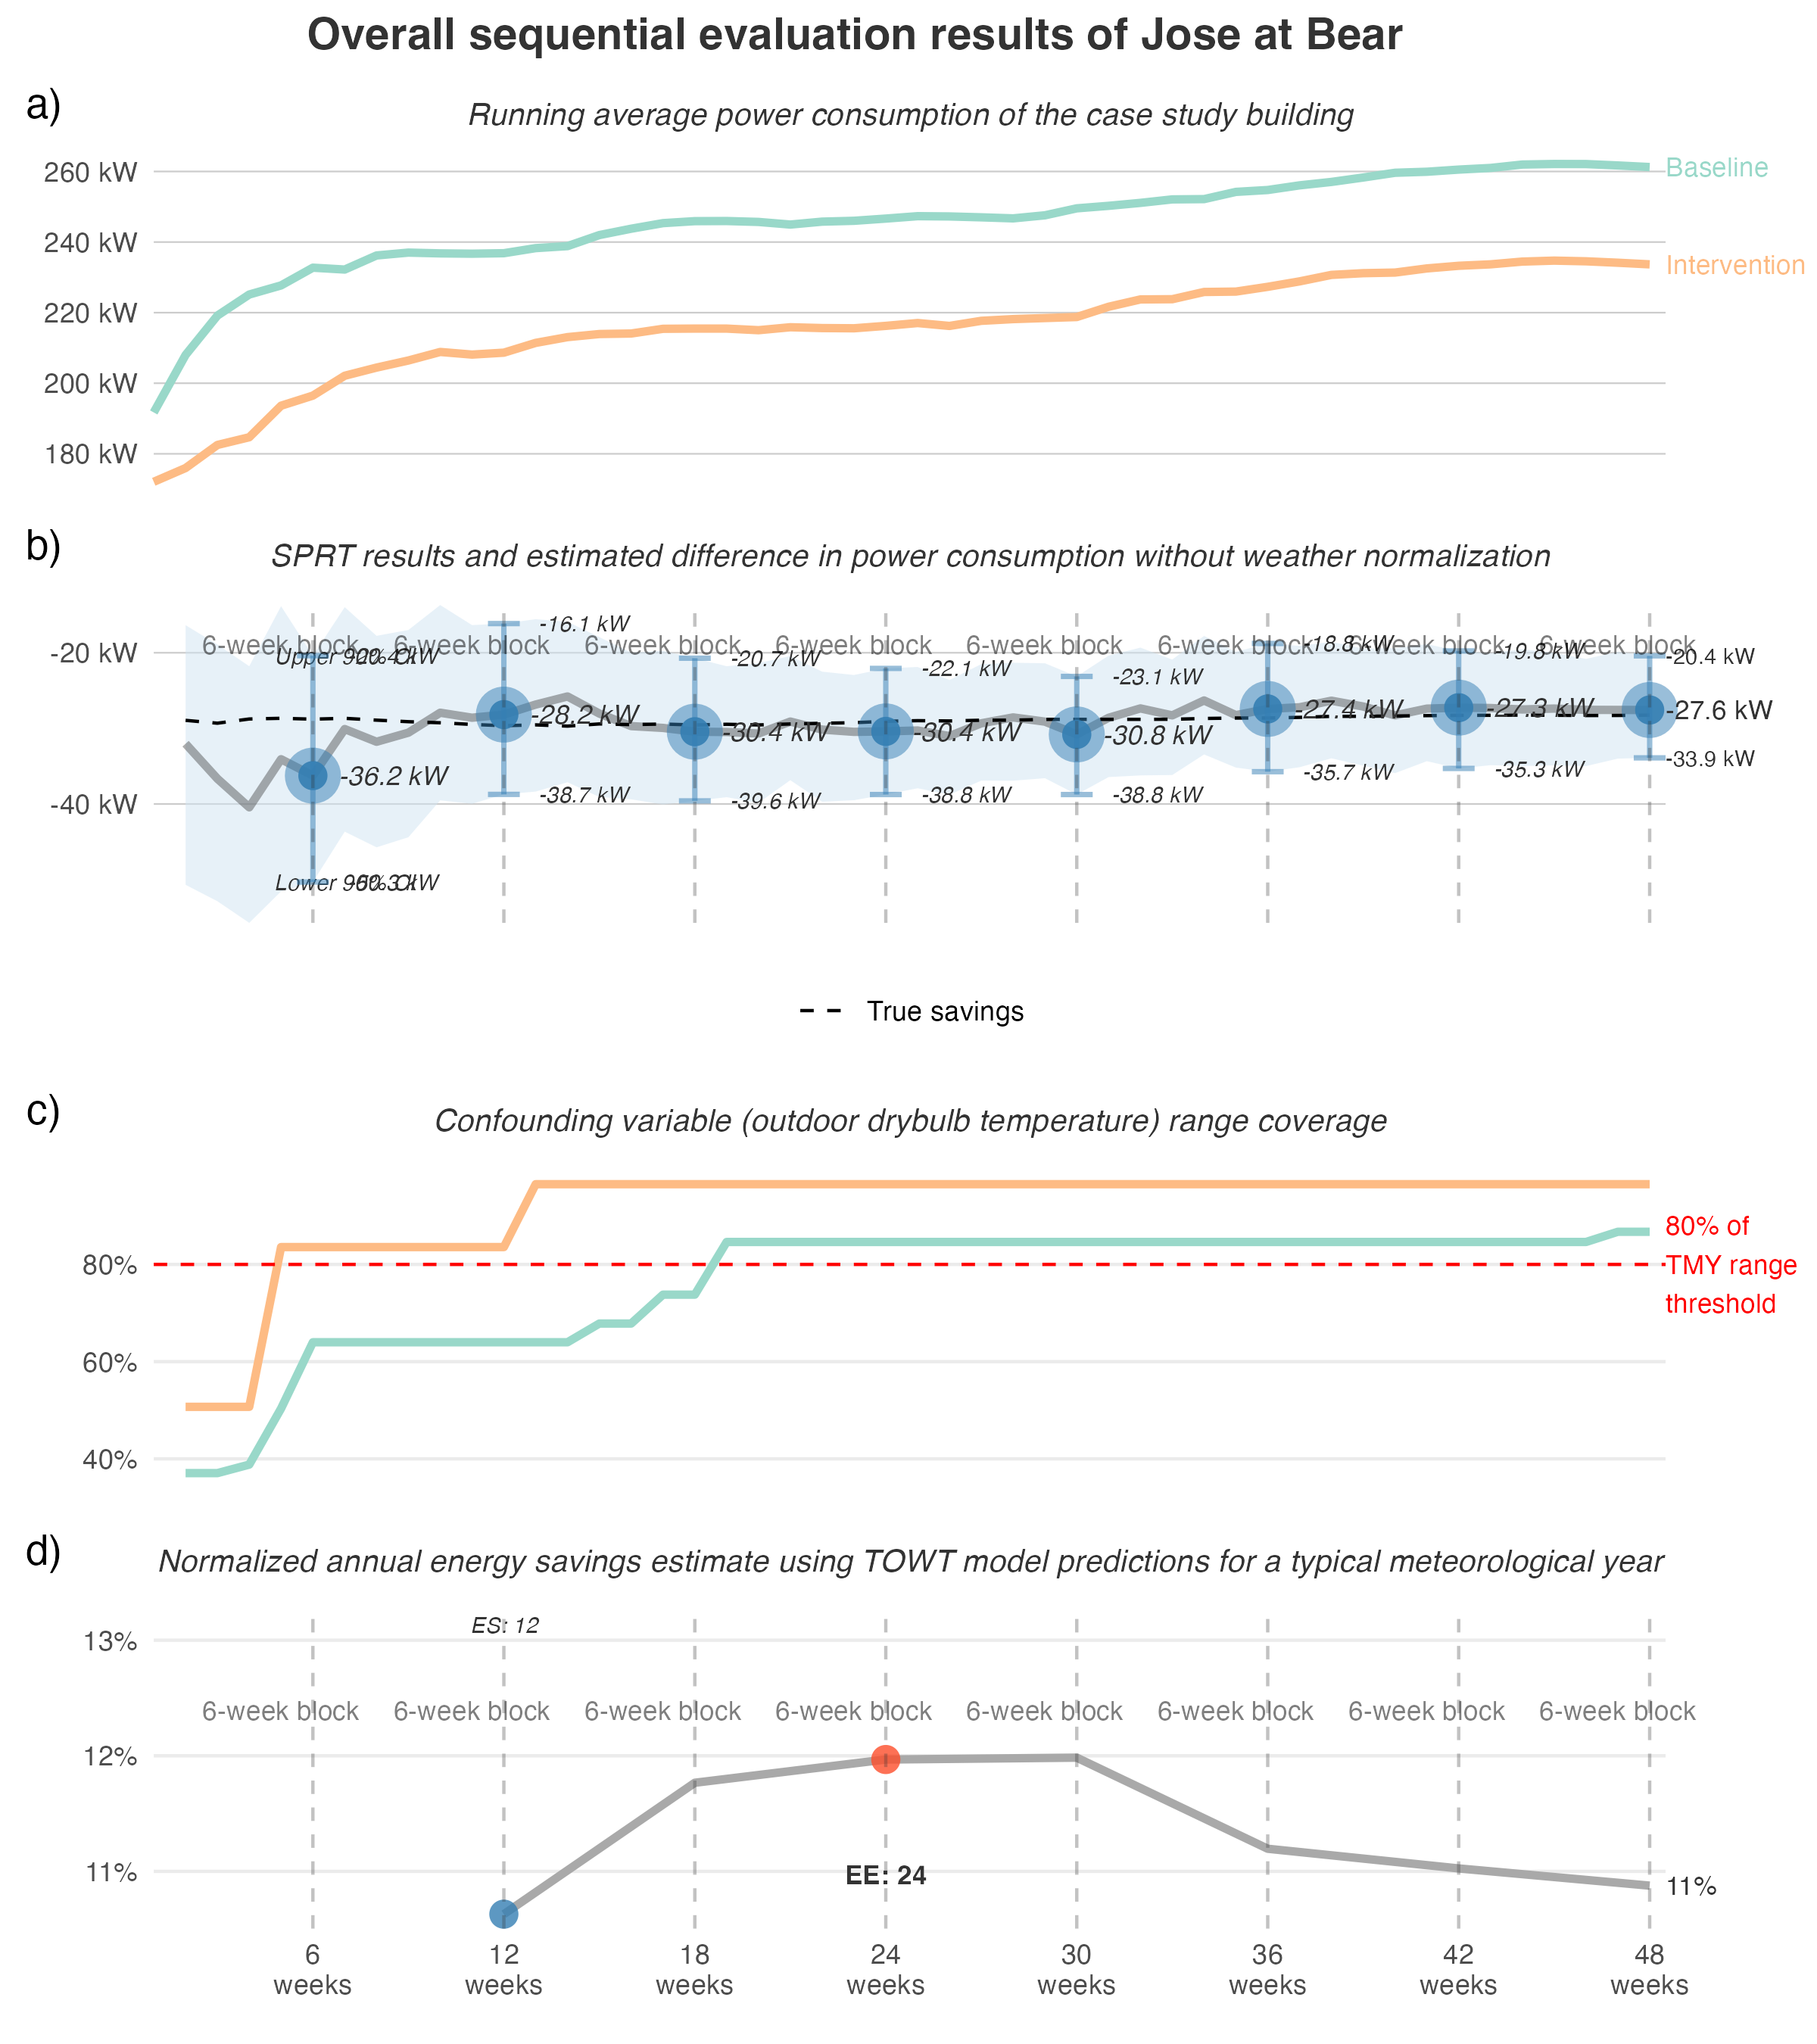 Overall sequential evaluation results of Jose at Bear
a)
Running average power consumption of the case study building
260 kW
240 kW
220 kW
200 kW
180 kW
Baseline
Intervention
b)
SPRT results and estimated difference in power consumption without weather normalization
-20 kW
-40 kW
6-week block
6-week block
6-week block
6-week block
6-week block
6-week block
6-week block
6-week block
-16.1 kW
-20.7 kW
-22.1 kW
-23.1 kW
-18.8 kW
-19.8 kW
-20.4 kW
-36.2 kW
-28.2 kW
-30.4 kW
-30.4 kW
-30.8 kW
-27.4 kW
-27.3 kW
-27.6 kW
-38.7 kW
-39.6 kW
-38.8 kW
-38.8 kW
-35.7 kW
-35.3 kW
-33.9 kW
Upper
Lower
True savings
c)
Confounding variable (outdoor drybulb temperature) range coverage
80%
60%
40%
80% of
TMY range
threshold
d)
Normalized annual energy savings estimate using TOWT model predictions for a typical meteorological year
13%
12%
11%
ES: 12
6-week block
6-week block
6-week block
6-week block
6-week block
6-week block
6-week block
6-week block
EE: 24
11%
6
weeks
12
weeks
18
weeks
24
weeks
30
weeks
36
weeks
42
weeks
48
weeks